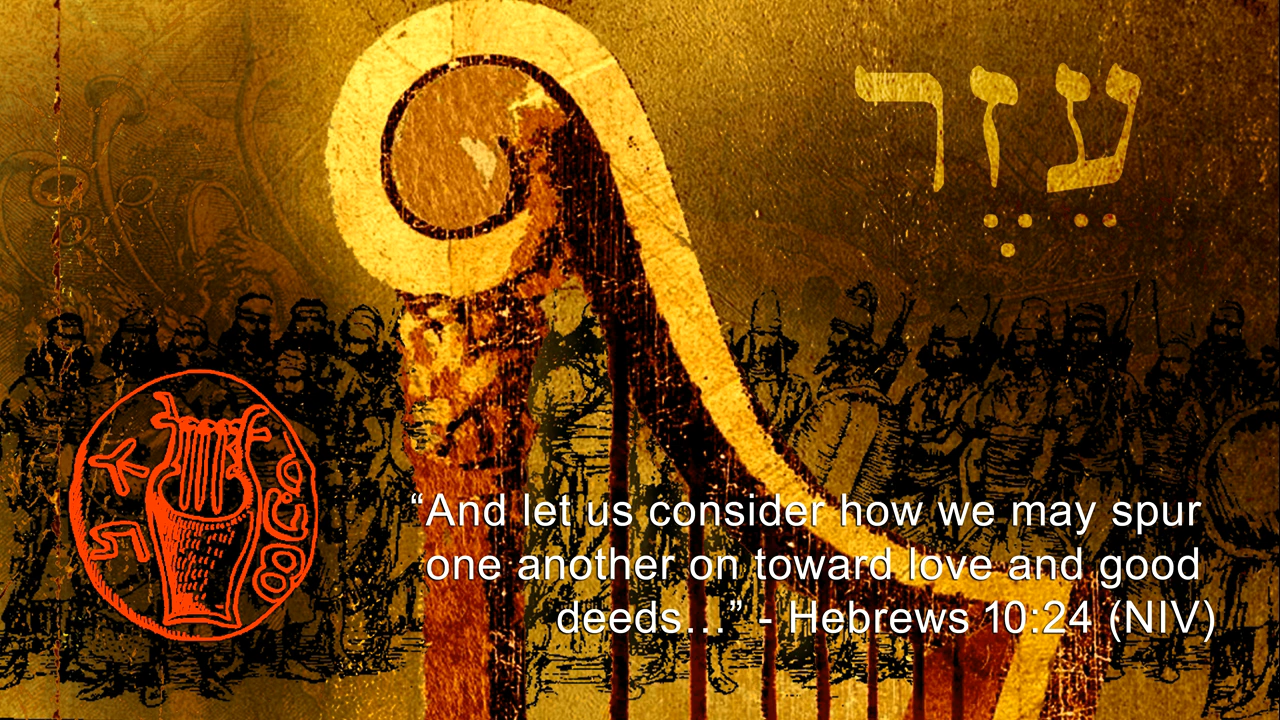 עֵזֶר
“And let us consider how we may spur
one another on toward love and good
deeds…” - Hebrews 10:24 (NIV)